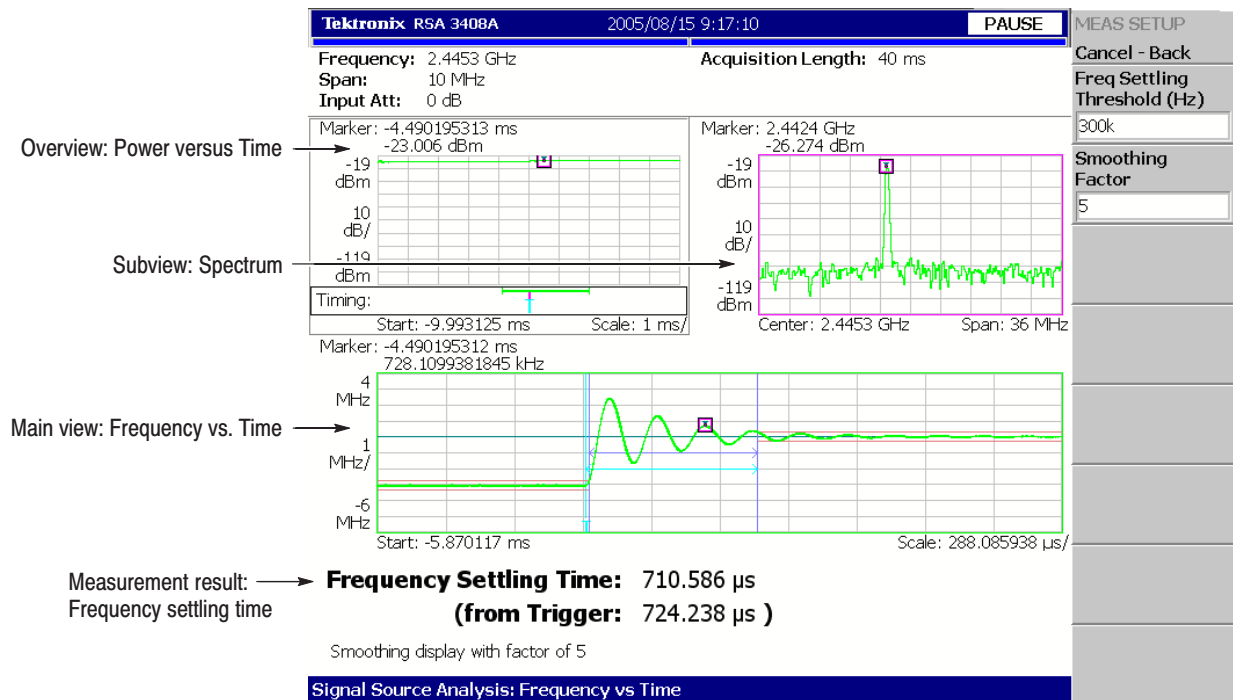 Tektronix RSA 3408A 2005/08/15 9:17:10 PAUSE
MEAS SETUP
Cancel - Back
Frequency: 2.4453 GHz Acquisition Length: 40 ms
Span: 10 MHz
Input Att: 0 dB
Freq Settling
Threshold (Hz)
300k
Smoothing
Factor
5
Overview: Power versus Time
Marker: -4.490195313 ms
-23.006 dBm
-19
dBm
10
dB/
-119
dBm
Timing:
Start: -9.993125 ms Scale: 1 ms/
Subview: Spectrum
Marker: 2.4424 GHz
-26.274 dBm
-19
dBm
10
dB/
-119
dBm
Center: 2.4453 GHz Span: 36 MHz
Main view: Frequency vs. Time
Marker: -4.490195312 ms
728.1099381845 kHz
4
MHz
1
MHz/
-6
MHz
Start: -5.870117 ms Scale: 288.085938 µs/
Measurement result:
Frequency settling time
Frequency Settling Time: 710.586 µs
(from Trigger: 724.238 µs )
Smoothing display with factor of 5
Signal Source Analysis: Frequency vs Time